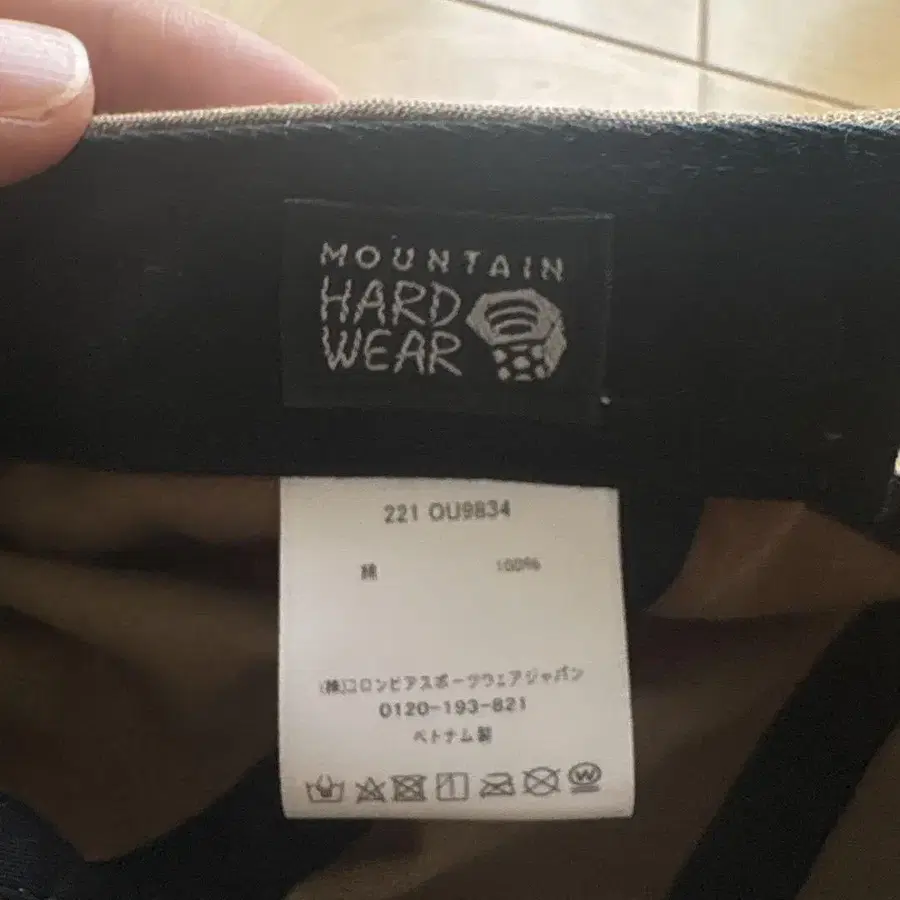 MOUNTAIN
HARD
WEAR
221 OU9834
綿 100%
(株)コロンビアスポーツウェアジャパン
0120-193-821
ベトナム製
W